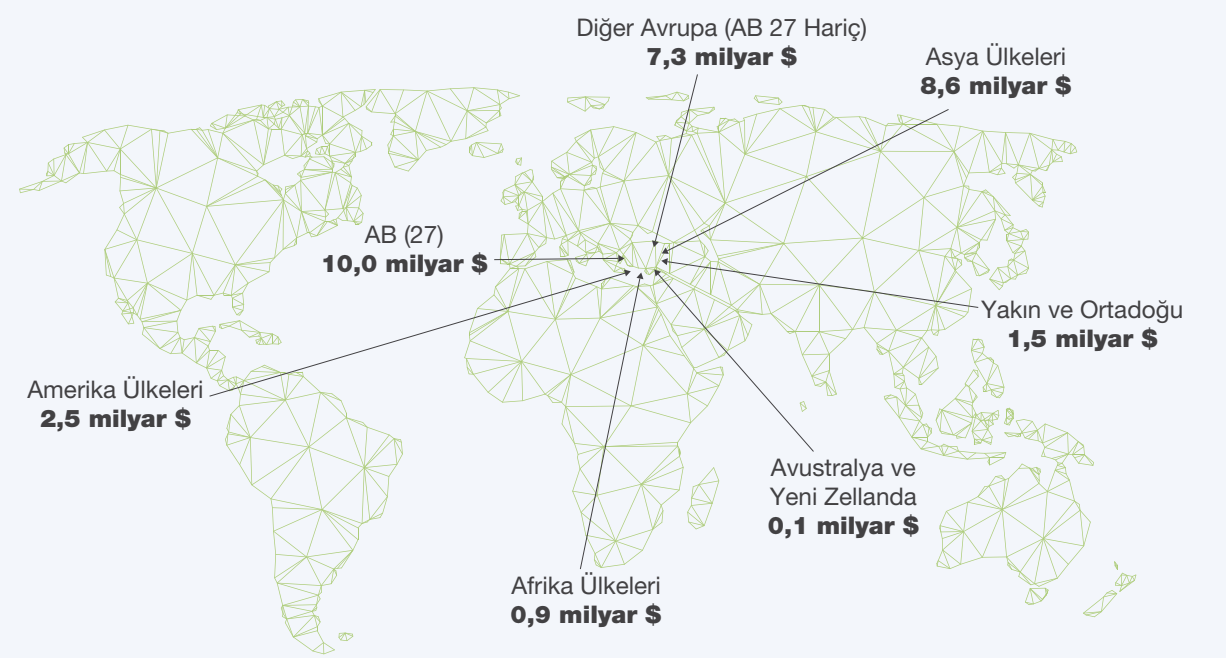 Diğer Avrupa (AB 27 Hariç)
7,3 milyar $
Asya Ülkeleri
8,6 milyar $
AB (27)
10,0 milyar $
Yakın ve Ortadoğu
1,5 milyar $
Amerika Ülkeleri
2,5 milyar $
Avustralya ve
Yeni Zellanda
0,1 milyar $
Afrika Ülkeleri
0,9 milyar $